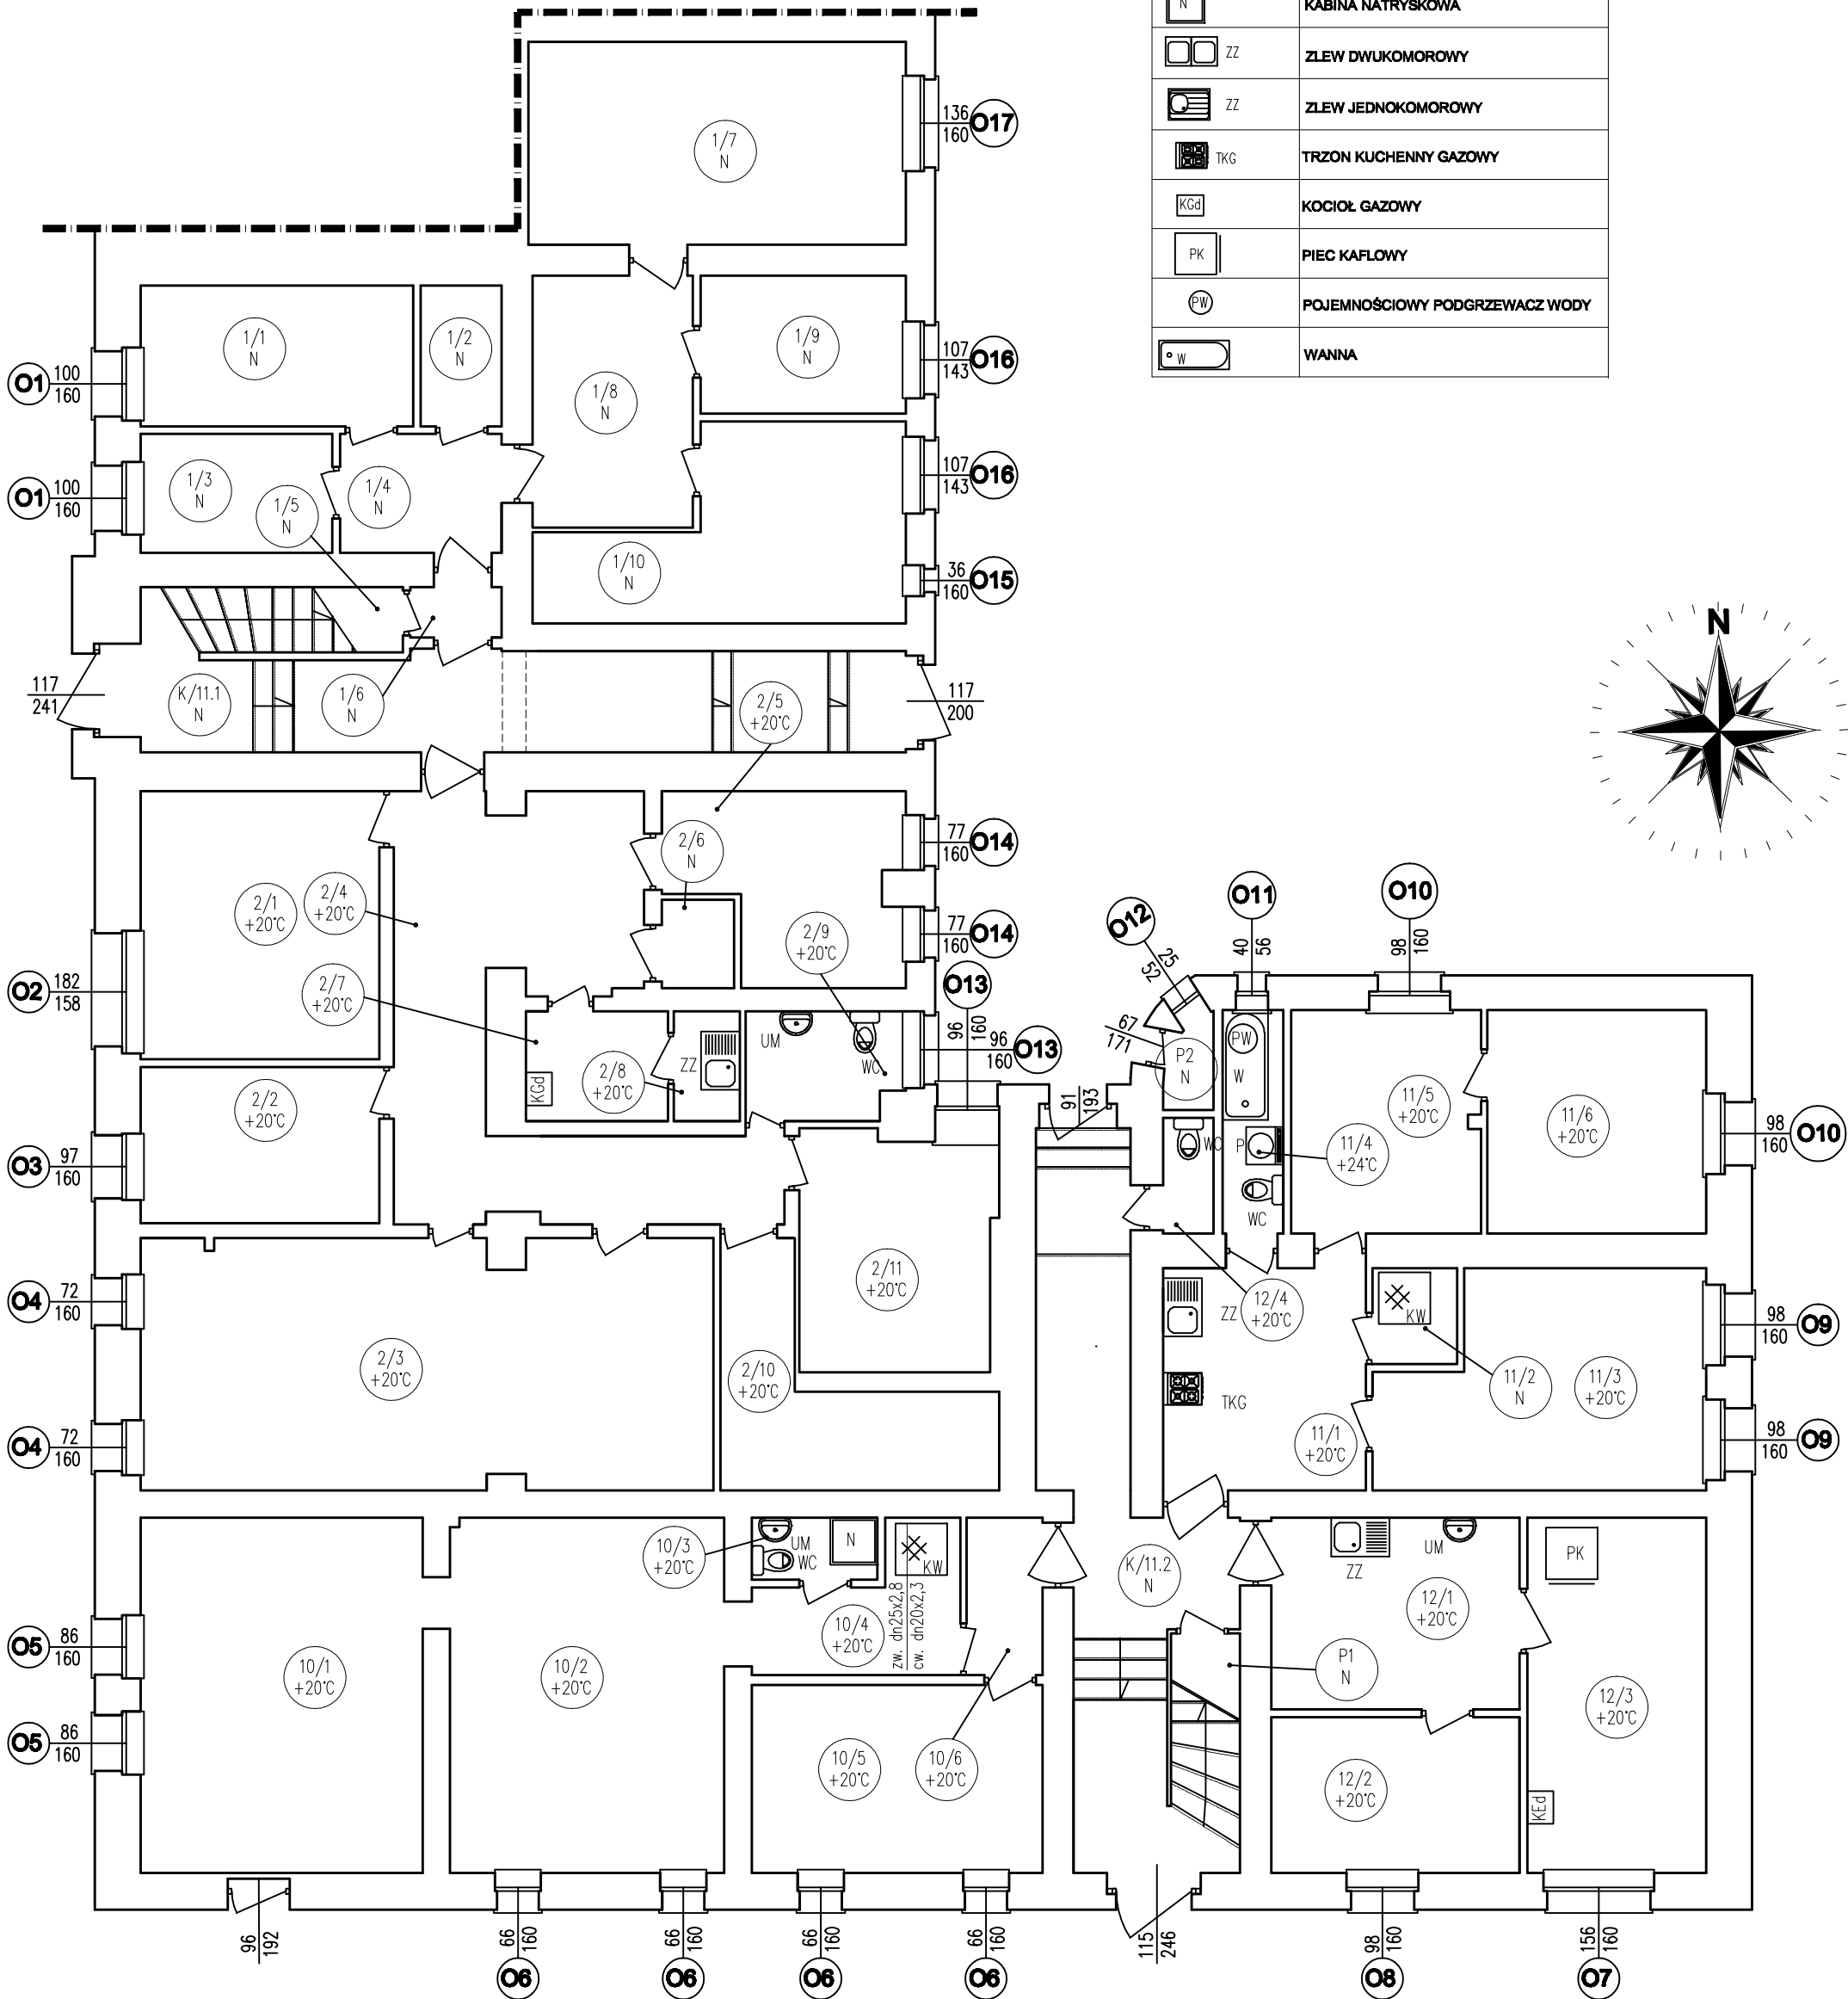 N
KABINA NATRYSKOWA
ZZ
ZLEW DWUKOMOROWY
ZZ
ZLEW JEDNOKOMOROWY
TKG
TRZON KUCHENNY GAZOWY
KGd
KOCIOŁ GAZOWY
PK
PIEC KAFLOWY
PW
POJEMNOŚCIOWY PODGRZEWACZ WODY
W
WANNA
N
1/7
N
136
160
O17
1/1
N
1/2
N
1/9
N
107
143
O16
O1
100
160
1/8
N
1/3
N
1/4
N
1/5
N
107
143
O16
O1
100
160
1/10
N
36
160
O15
117
241
K/11.1
N
1/6
N
2/5
+20°C
117
200
2/6
N
77
160
O14
2/1
+20°C
2/4
+20°C
2/9
+20°C
77
160
O14
O2
182
158
2/7
+20°C
O13
96
160
96
160
O13
UM
WC
ZZ
KGd
2/8
+20°C
2/2
+20°C
O3
97
160
O12
25
52
67
171
P2
N
O11
40
56
O10
98
160
PW
W
91
193
WC
P
WC
11/5
+20°C
11/4
+24°C
11/6
+20°C
98
160
O10
2/11
+20°C
12/4
+20°C
ZZ
KW
98
160
O9
O4
72
160
2/3
+20°C
2/10
+20°C
TKG
11/2
N
11/3
+20°C
11/1
+20°C
98
160
O9
O4
72
160
10/3
+20°C
UM
WC
N
KW
zw. dn25x2,8
cw. dn20x2,3
K/11.2
N
ZZ
UM
PK
12/1
+20°C
10/4
+20°C
O5
86
160
10/1
+20°C
10/2
+20°C
P1
N
12/3
+20°C
O5
86
160
10/5
+20°C
10/6
+20°C
12/2
+20°C
KEd
96
192
66
160
O6
66
160
O6
66
160
O6
66
160
O6
115
246
98
160
O8
156
160
O7